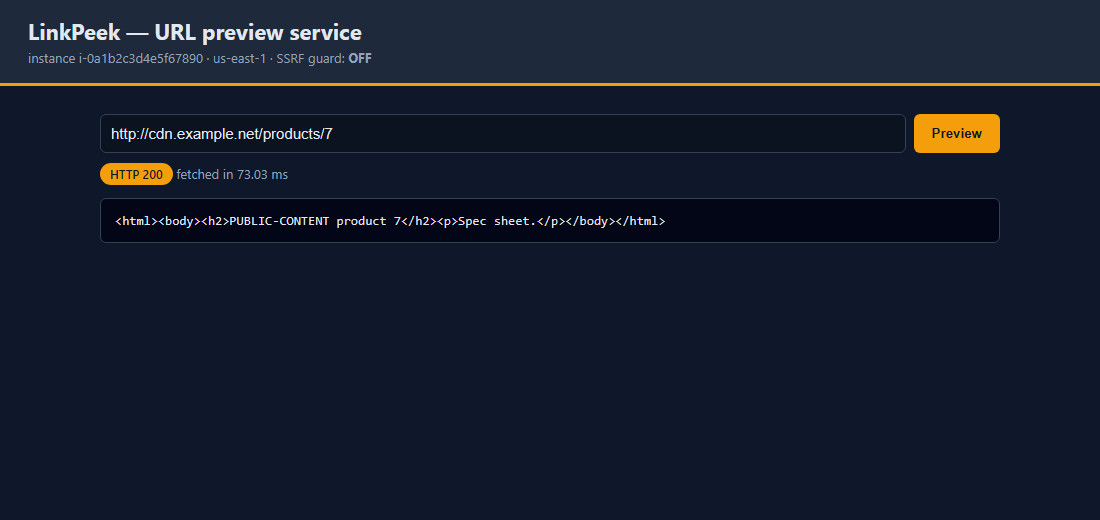 LinkPeek — URL preview service
instance i-0a1b2c3d4e5f67890 · us-east-1 · SSRF guard: OFF
http://cdn.example.net/products/7
Preview
HTTP 200 fetched in 73.03 ms
<html><body><h2>PUBLIC-CONTENT product 7</h2><p>Spec sheet.</p></body></html>